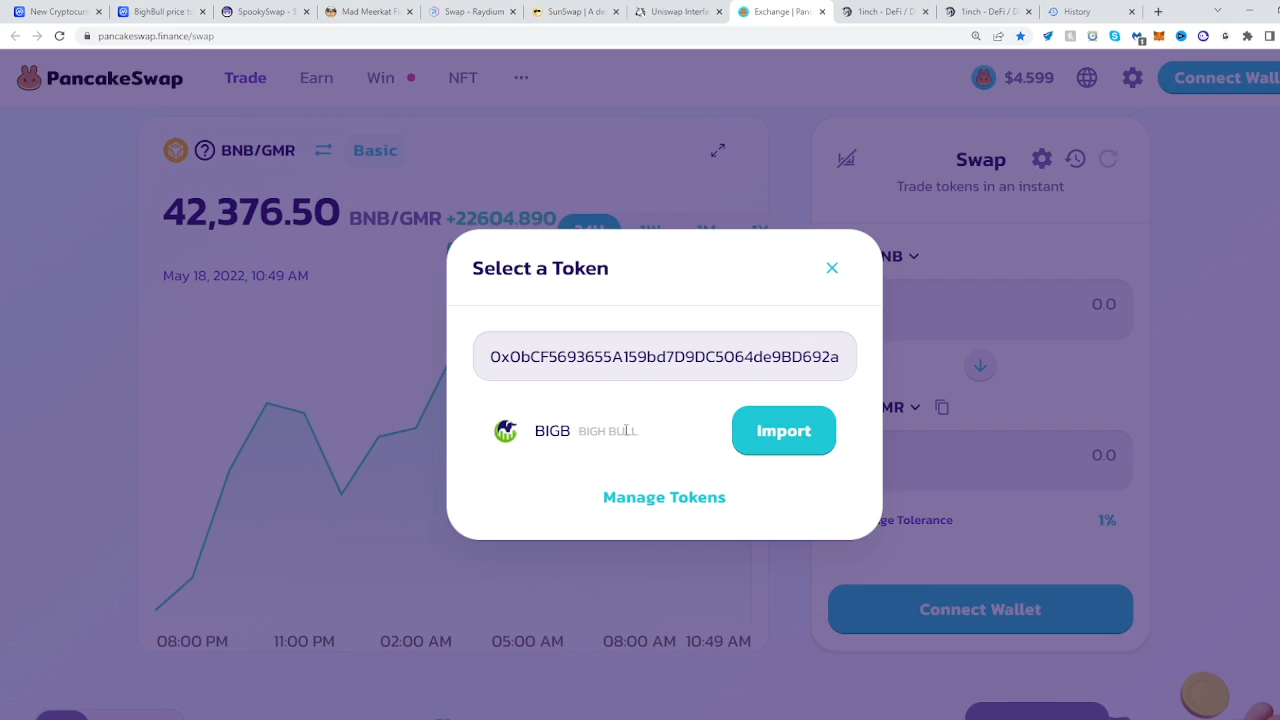 New Cryptocurr
BigBull price to
SpookySwap - S
Mad Meerkat Fi
Swap - Raydium
SunSwap | A de
Uniswap Interfa
Exchange | Pan
1inch - DeFi / D
1inch - DeFi / D
History
pancakeswap.finance/swap
1
PancakeSwap
Trade
Earn
Win
NFT
$4.599
Connect Wall
BNB/GMR
Basic
42,376.50 BNB/GMR +22604.890
May 18, 2022, 10:49 AM
Swap
Trade tokens in an instant
NB
0.0
MR
0.0
ge Tolerance
1%
Connect Wallet
Select a Token
0x0bCF5693655A159bd7D9DC5064de9BD692a
BIGB BIGH BULL
Import
Manage Tokens
08:00 PM
11:00 PM
02:00 AM
05:00 AM
08:00 AM
10:49 AM